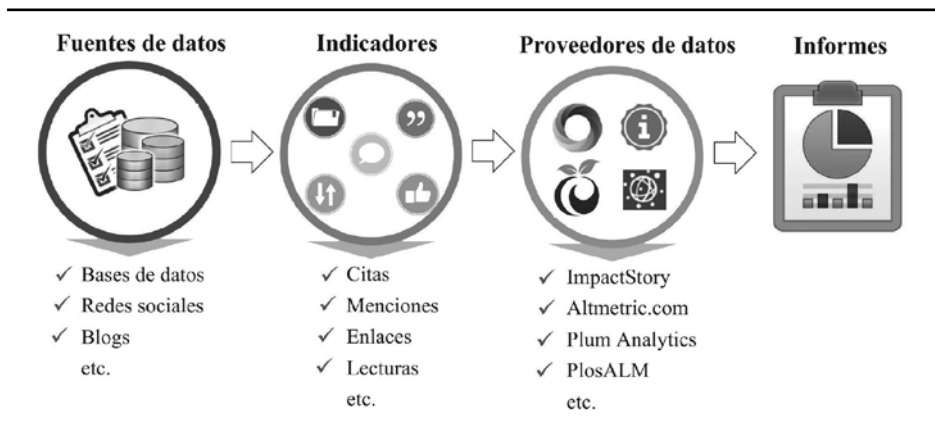 Fuentes de datos
Indicadores
Proveedores de datos
Informes
✓ Bases de datos
✓ Redes sociales
✓ Blogs
etc.
✓ Citas
✓ Menciones
✓ Enlaces
✓ Lecturas
etc.
✓ ImpactStory
✓ Altmetric.com
✓ Plum Analytics
✓ PlosALM
etc.